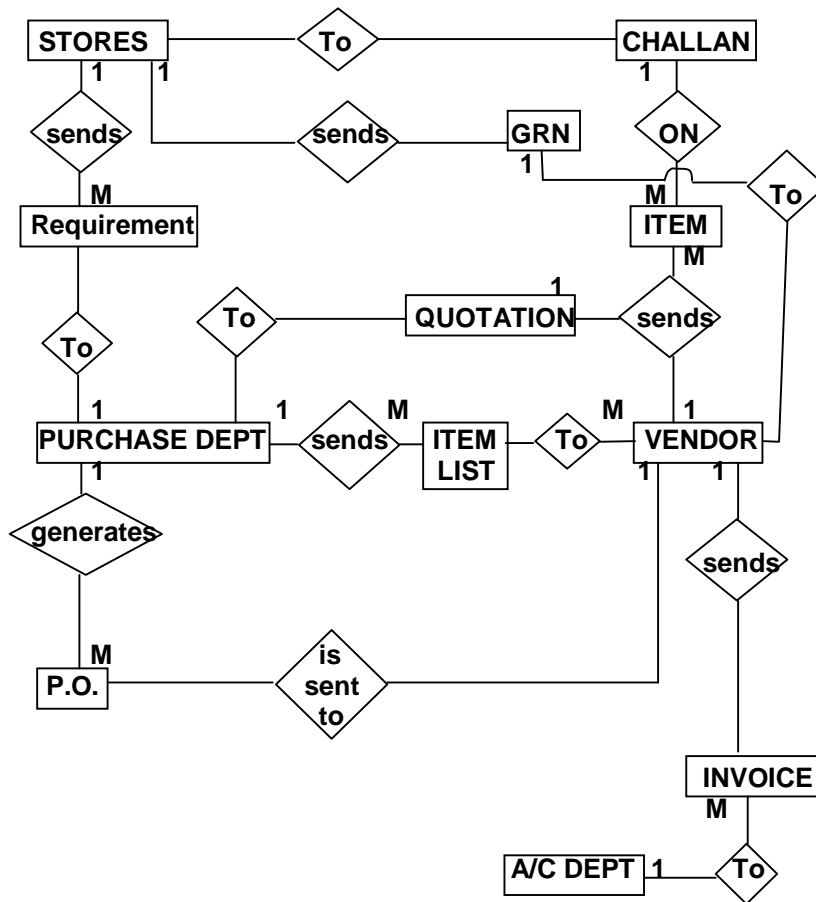 STORES To CHALLAN
1 1 1
sends sends GRN ON
1
M M To
Requirement ITEM
M
1
To To QUOTATION sends
1 1 M M 1
PURCHASE DEPT sends ITEM To VENDOR
LIST
1 1 1
generates
sends
M is
P.O. sent
to
INVOICE
M
A/C DEPT 1 To